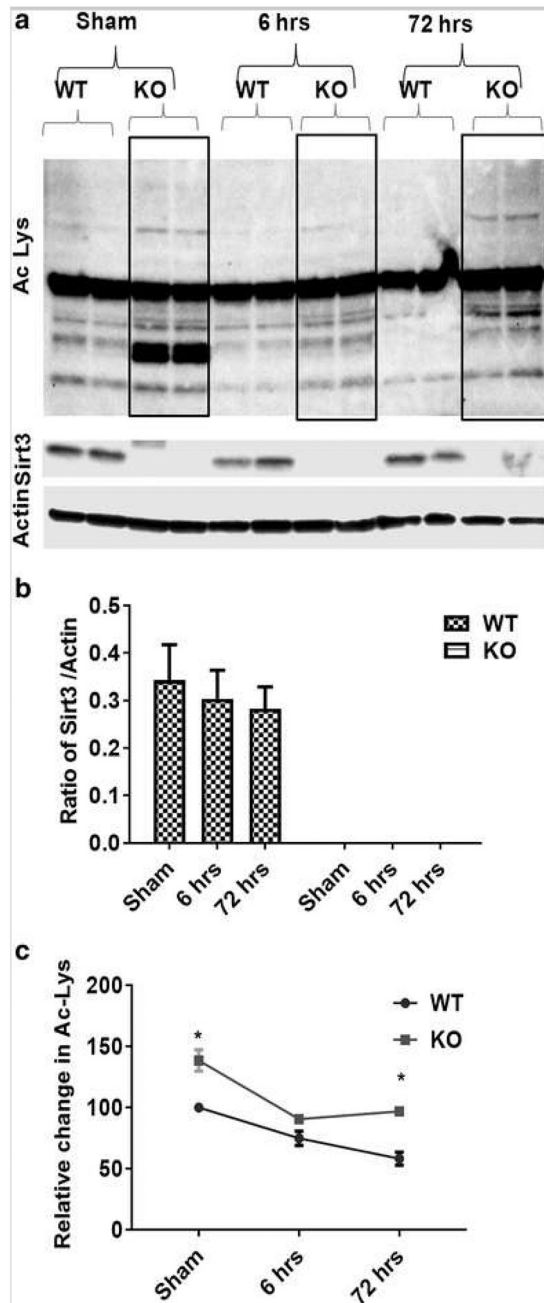 a
Sham 6 hrs 72 hrs
WT KO WT KO WT KO
Ac Lys
Sirt3
Actin
b
Ratio of Sirt3 /Actin
0.5
0.4
0.3
0.2
0.1
0.0
WT
KO
Sham 6 hrs 72 hrs Sham 6 hrs 72 hrs
c
Relative change in Ac-Lys
200
150
100
50
0
WT
KO
* *
Sham 6 hrs 72 hrs